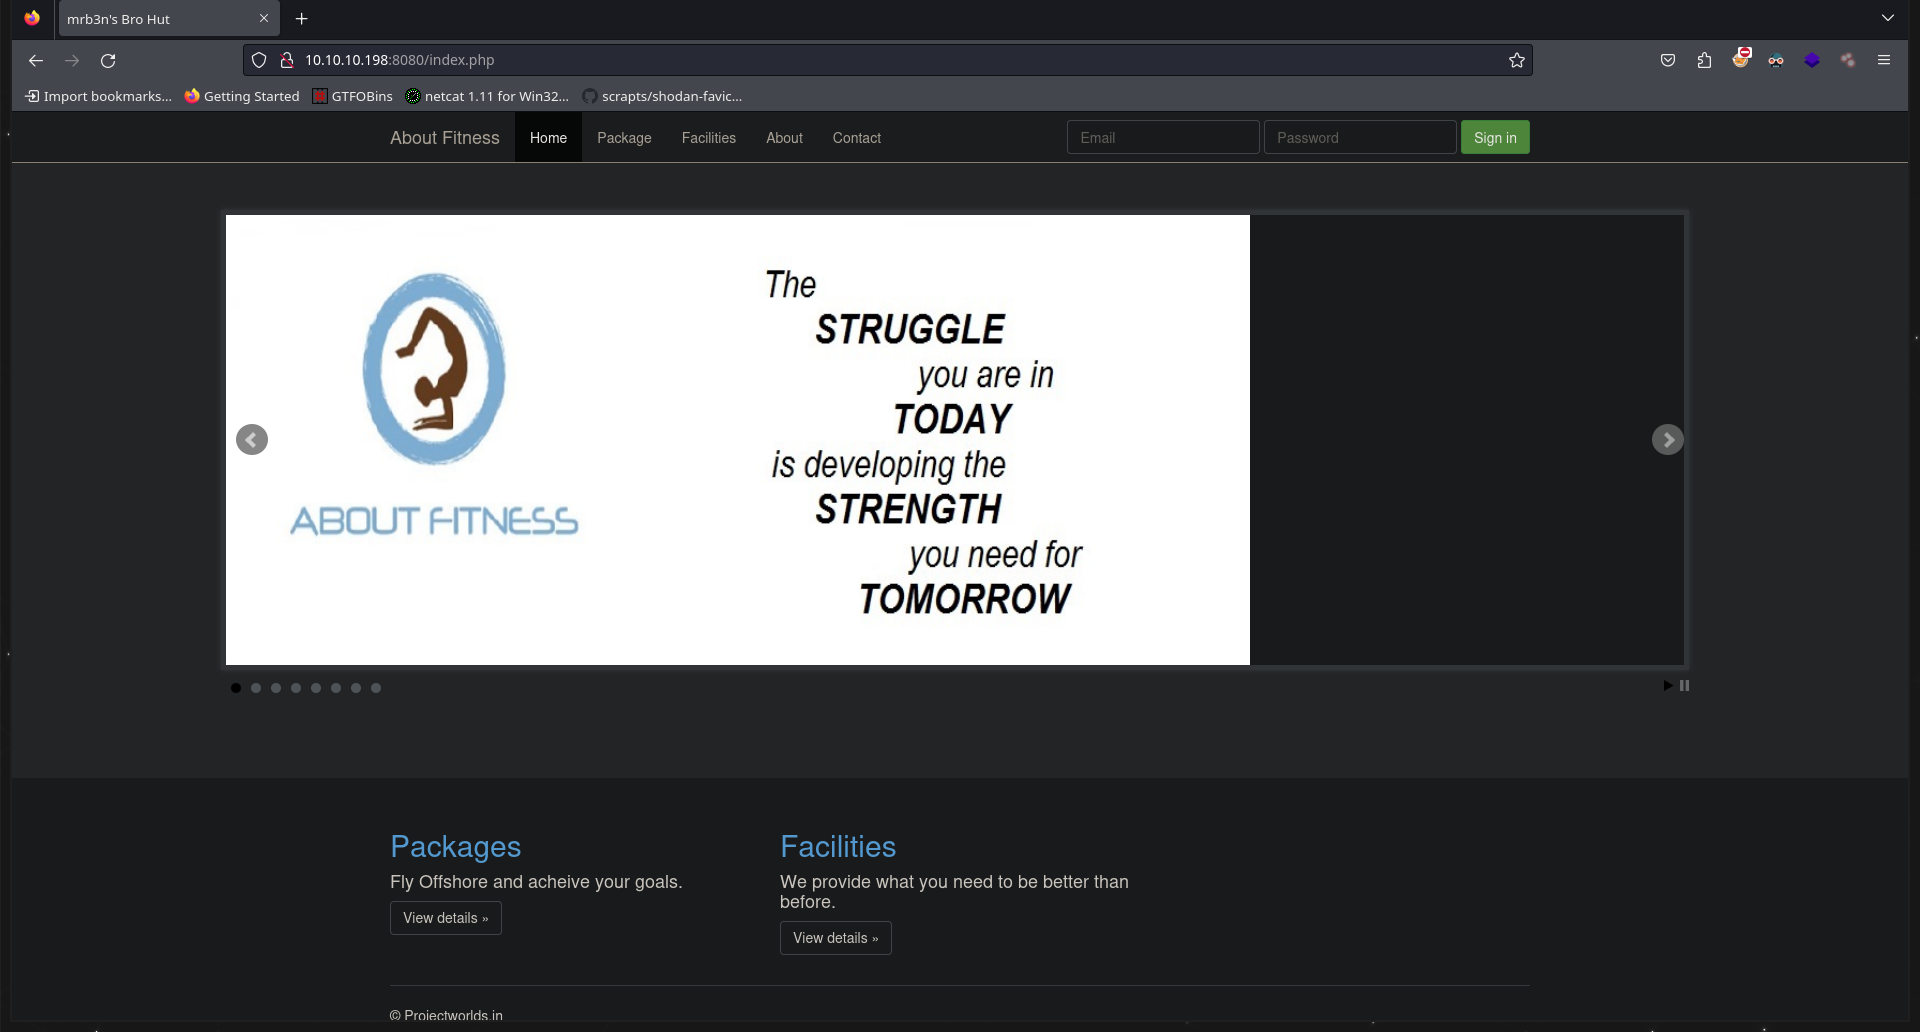 mrb3n's Bro Hut
10.10.10.198:8080/index.php
Import bookmarks... Getting Started GTFOBins netcat 1.11 for Win32... scrapts/shodan-favic...
About Fitness Home Package Facilities About Contact Email Password Sign in
The
STRUGGLE
you are in
TODAY
is developing the
STRENGTH
you need for
TOMORROW
ABOUT FITNESS
Packages
Fly Offshore and acheive your goals.
View details »
Facilities
We provide what you need to be better than
before.
View details »
© Projectworlds.in